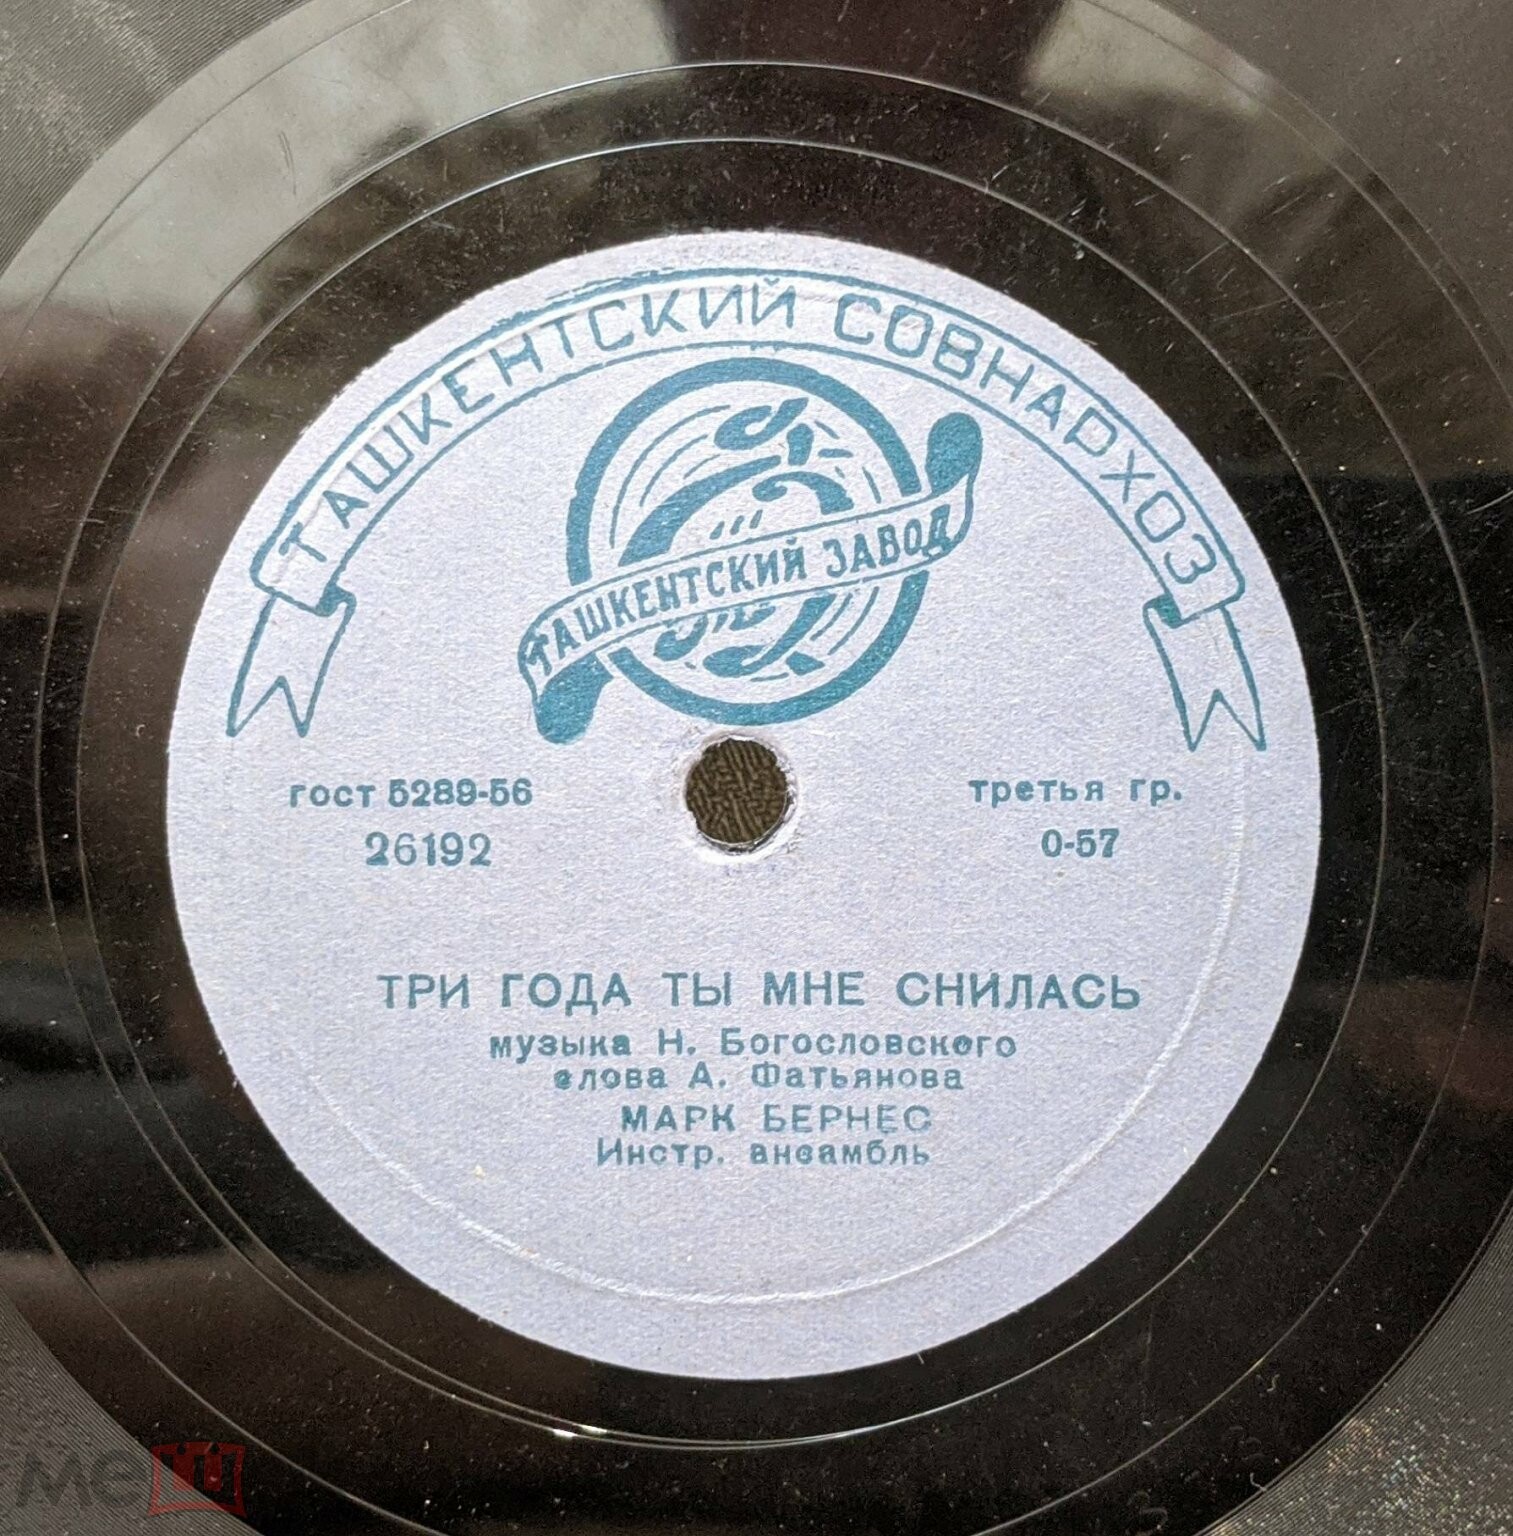 ТАШКЕНТСКИЙ СОВНАРХОЗ
ТАШКЕНТСКИЙ ЗАВОД
гост 5289-56
26192
третья гр.
0-57
ТРИ ГОДА ТЫ МНЕ СНИЛАСЬ
музыка Н. Богословского
слова А. Фатьянова
МАРК БЕРНЕС
Инстр. ансамбль
мешок